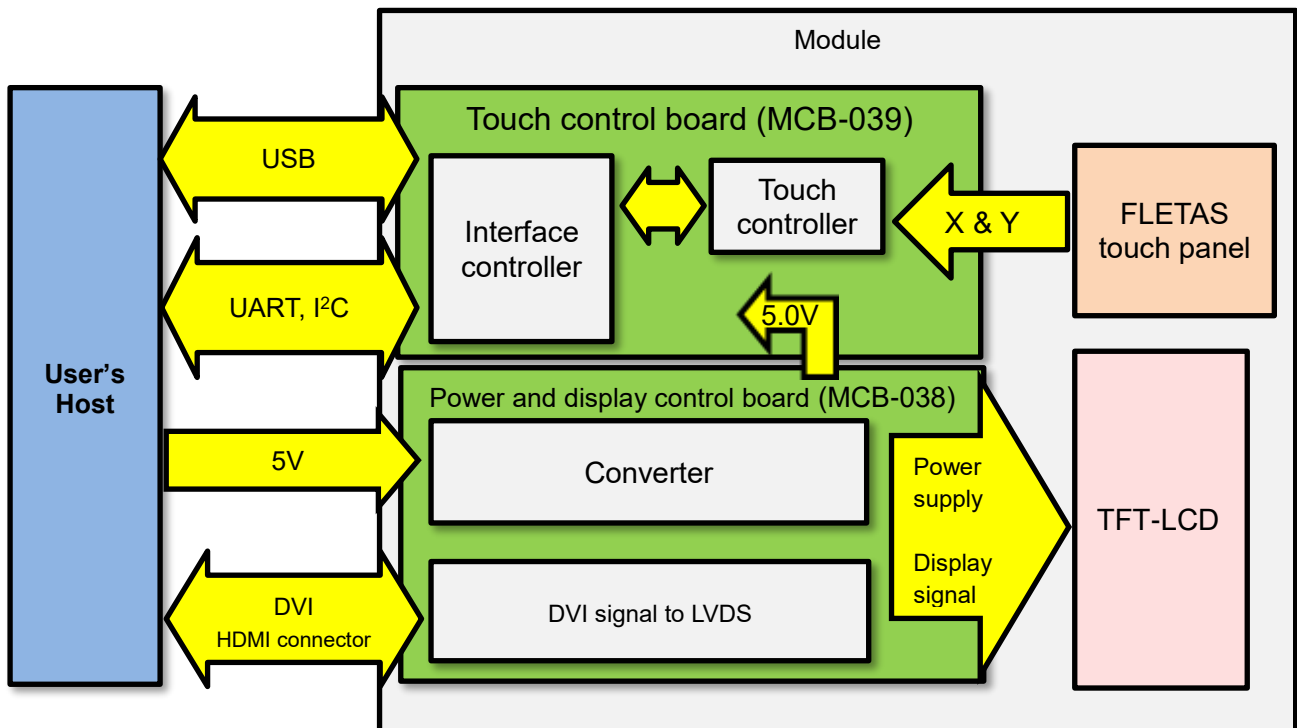 Module
Touch control board (MCB-039)
USB
Interface
controller
Touch
controller
X & Y
FLETAS
touch panel
UART, I²C
5.0V
User’s
Host
Power and display control board (MCB-038)
5V
Converter
Power
supply
Display
signal
TFT-LCD
DVI
HDMI connector
DVI signal to LVDS